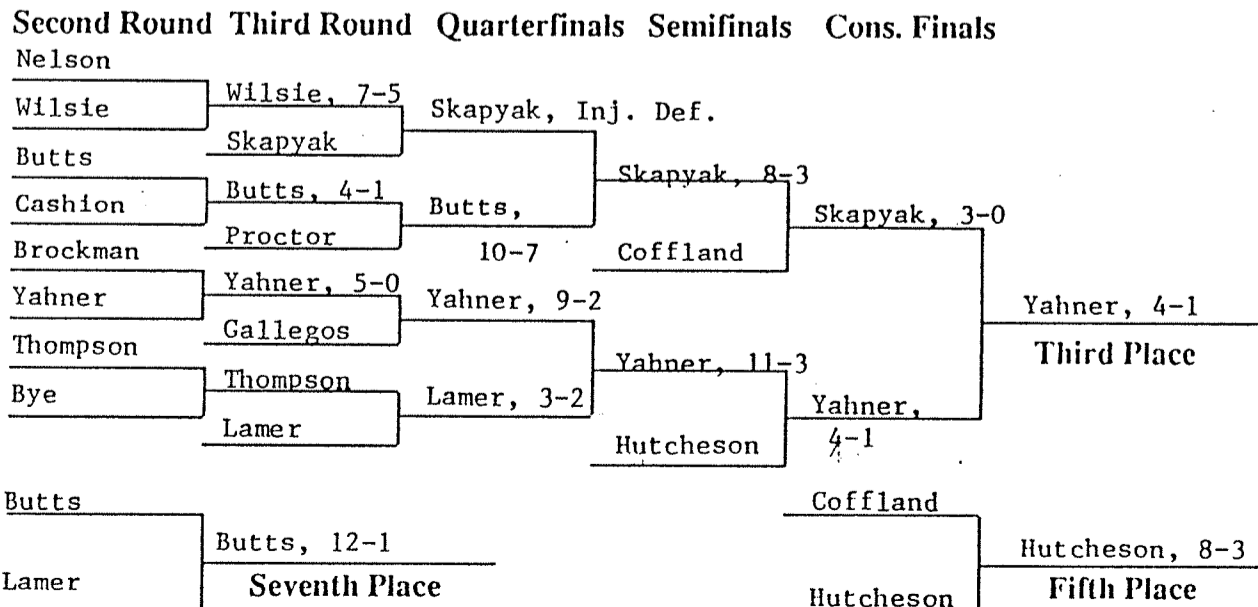 Second Round Third Round Quarterfinals Semifinals Cons. Finals
Nelson
Wilsie, 7-5
Wilsie
Skapyak, Inj. Def.
Skapyak
Butts
Skapyak, 8-3
Butts, 4-1
Cashion
Butts,
10-7
Skapyak, 3-0
Proctor
Brockman
Coffland
Yahner, 5-0
Yahner
Yahner, 9-2
Yahner, 4-1
Gallegos
Third Place
Thompson
Yahner, 11-3
Thompson
Bye
Lamer, 3-2
Yahner,
4-1
Lamer
Hutcheson
Butts
Coffland
Butts, 12-1
Hutcheson, 8-3
Lamer
Seventh Place
Hutcheson
Fifth Place